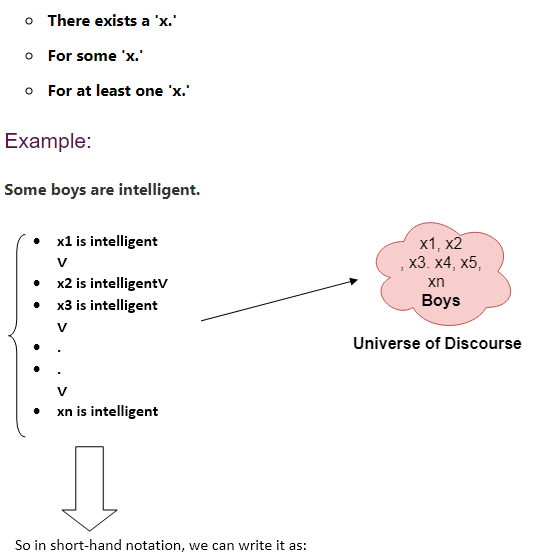 There exists a 'x.'
For some 'x.'
For at least one 'x.'
Example:
Some boys are intelligent.
x1 is intelligent
V
x2 is intelligentV
x3 is intelligent
V
.
.
V
xn is intelligent
x1, x2
, x3. x4, x5,
xn
Boys
Universe of Discourse
So in short-hand notation, we can write it as: